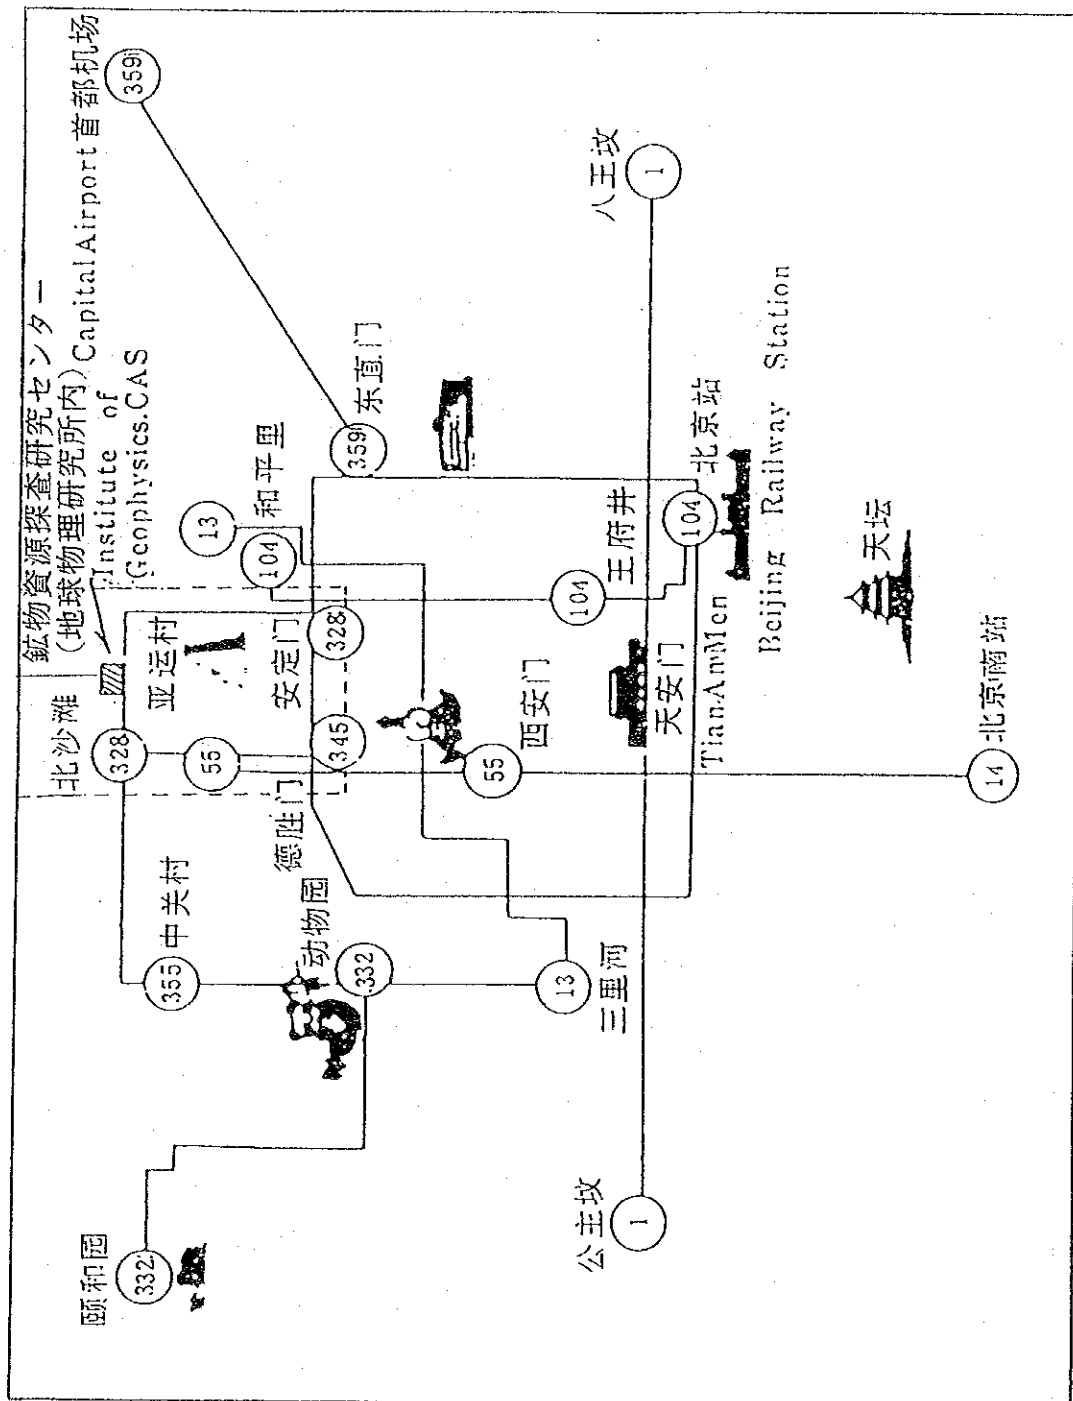 鉱物資源探査研究センター
(地球物理研究所内)
Institute of
Geophysics.CAS
Capital Airport 首都机场
359
北沙滩
328
亚运村
55
中关村
355
颐和园
332
13
和平里
104
安定门
328
德胜门
345
359
东直门
动物园
332
西安门
55
三里河
13
王府井
104
八王坟
1
公主坟
1
天安门
TianAnMen
北京站
104
Beijing Railway Station
天坛
北京南站
14